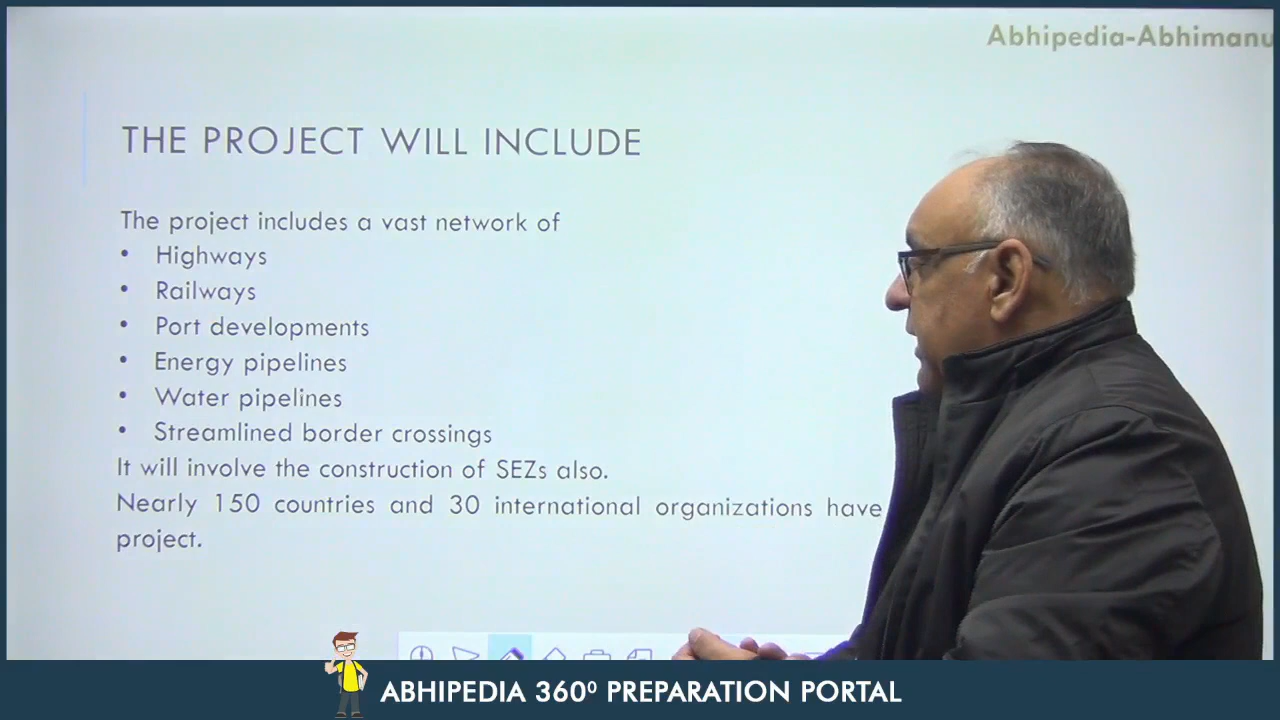 Abhipedia-Abhimanu
THE PROJECT WILL INCLUDE
The project includes a vast network of
• Highways
• Railways
• Port developments
• Energy pipelines
• Water pipelines
• Streamlined border crossings
It will involve the construction of SEZs also.
Nearly 150 countries and 30 international organizations have
project.
ABHIPEDIA 360⁰ PREPARATION PORTAL